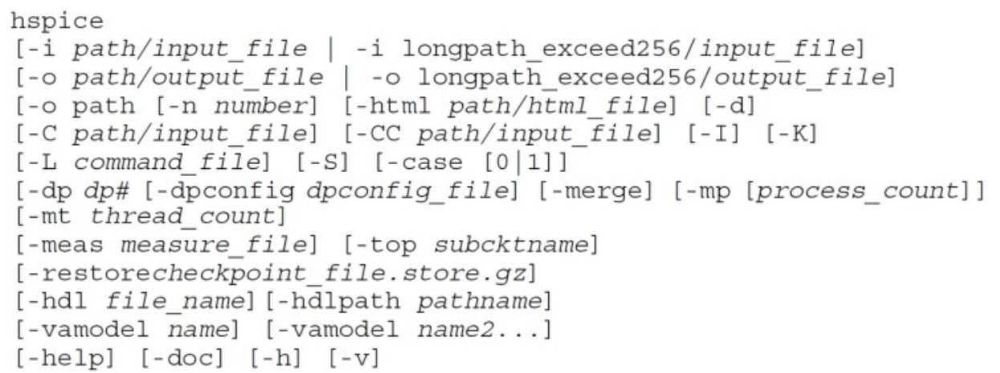 hspice
[-i path/input_file | -i longpath_exceed256/input_file]
[-o path/output_file | -o longpath_exceed256/output_file]
[-o path [-n number] [-html path/html_file] [-d]
[-C path/input_file] [-CC path/input_file] [-I] [-K]
[-L command_file] [-S] [-case [0|1]]
[-dp dp# [-dpconfig dpconfig_file] [-merge] [-mp [process_count]]
[-mt thread_count]
[-meas measure_file] [-top subcktname]
[-restorecheckpoint_file.store.gz]
[-hdl file_name][-hdlpath pathname]
[-vamodel name] [-vamodel name2...]
[-help] [-doc] [-h] [-v]